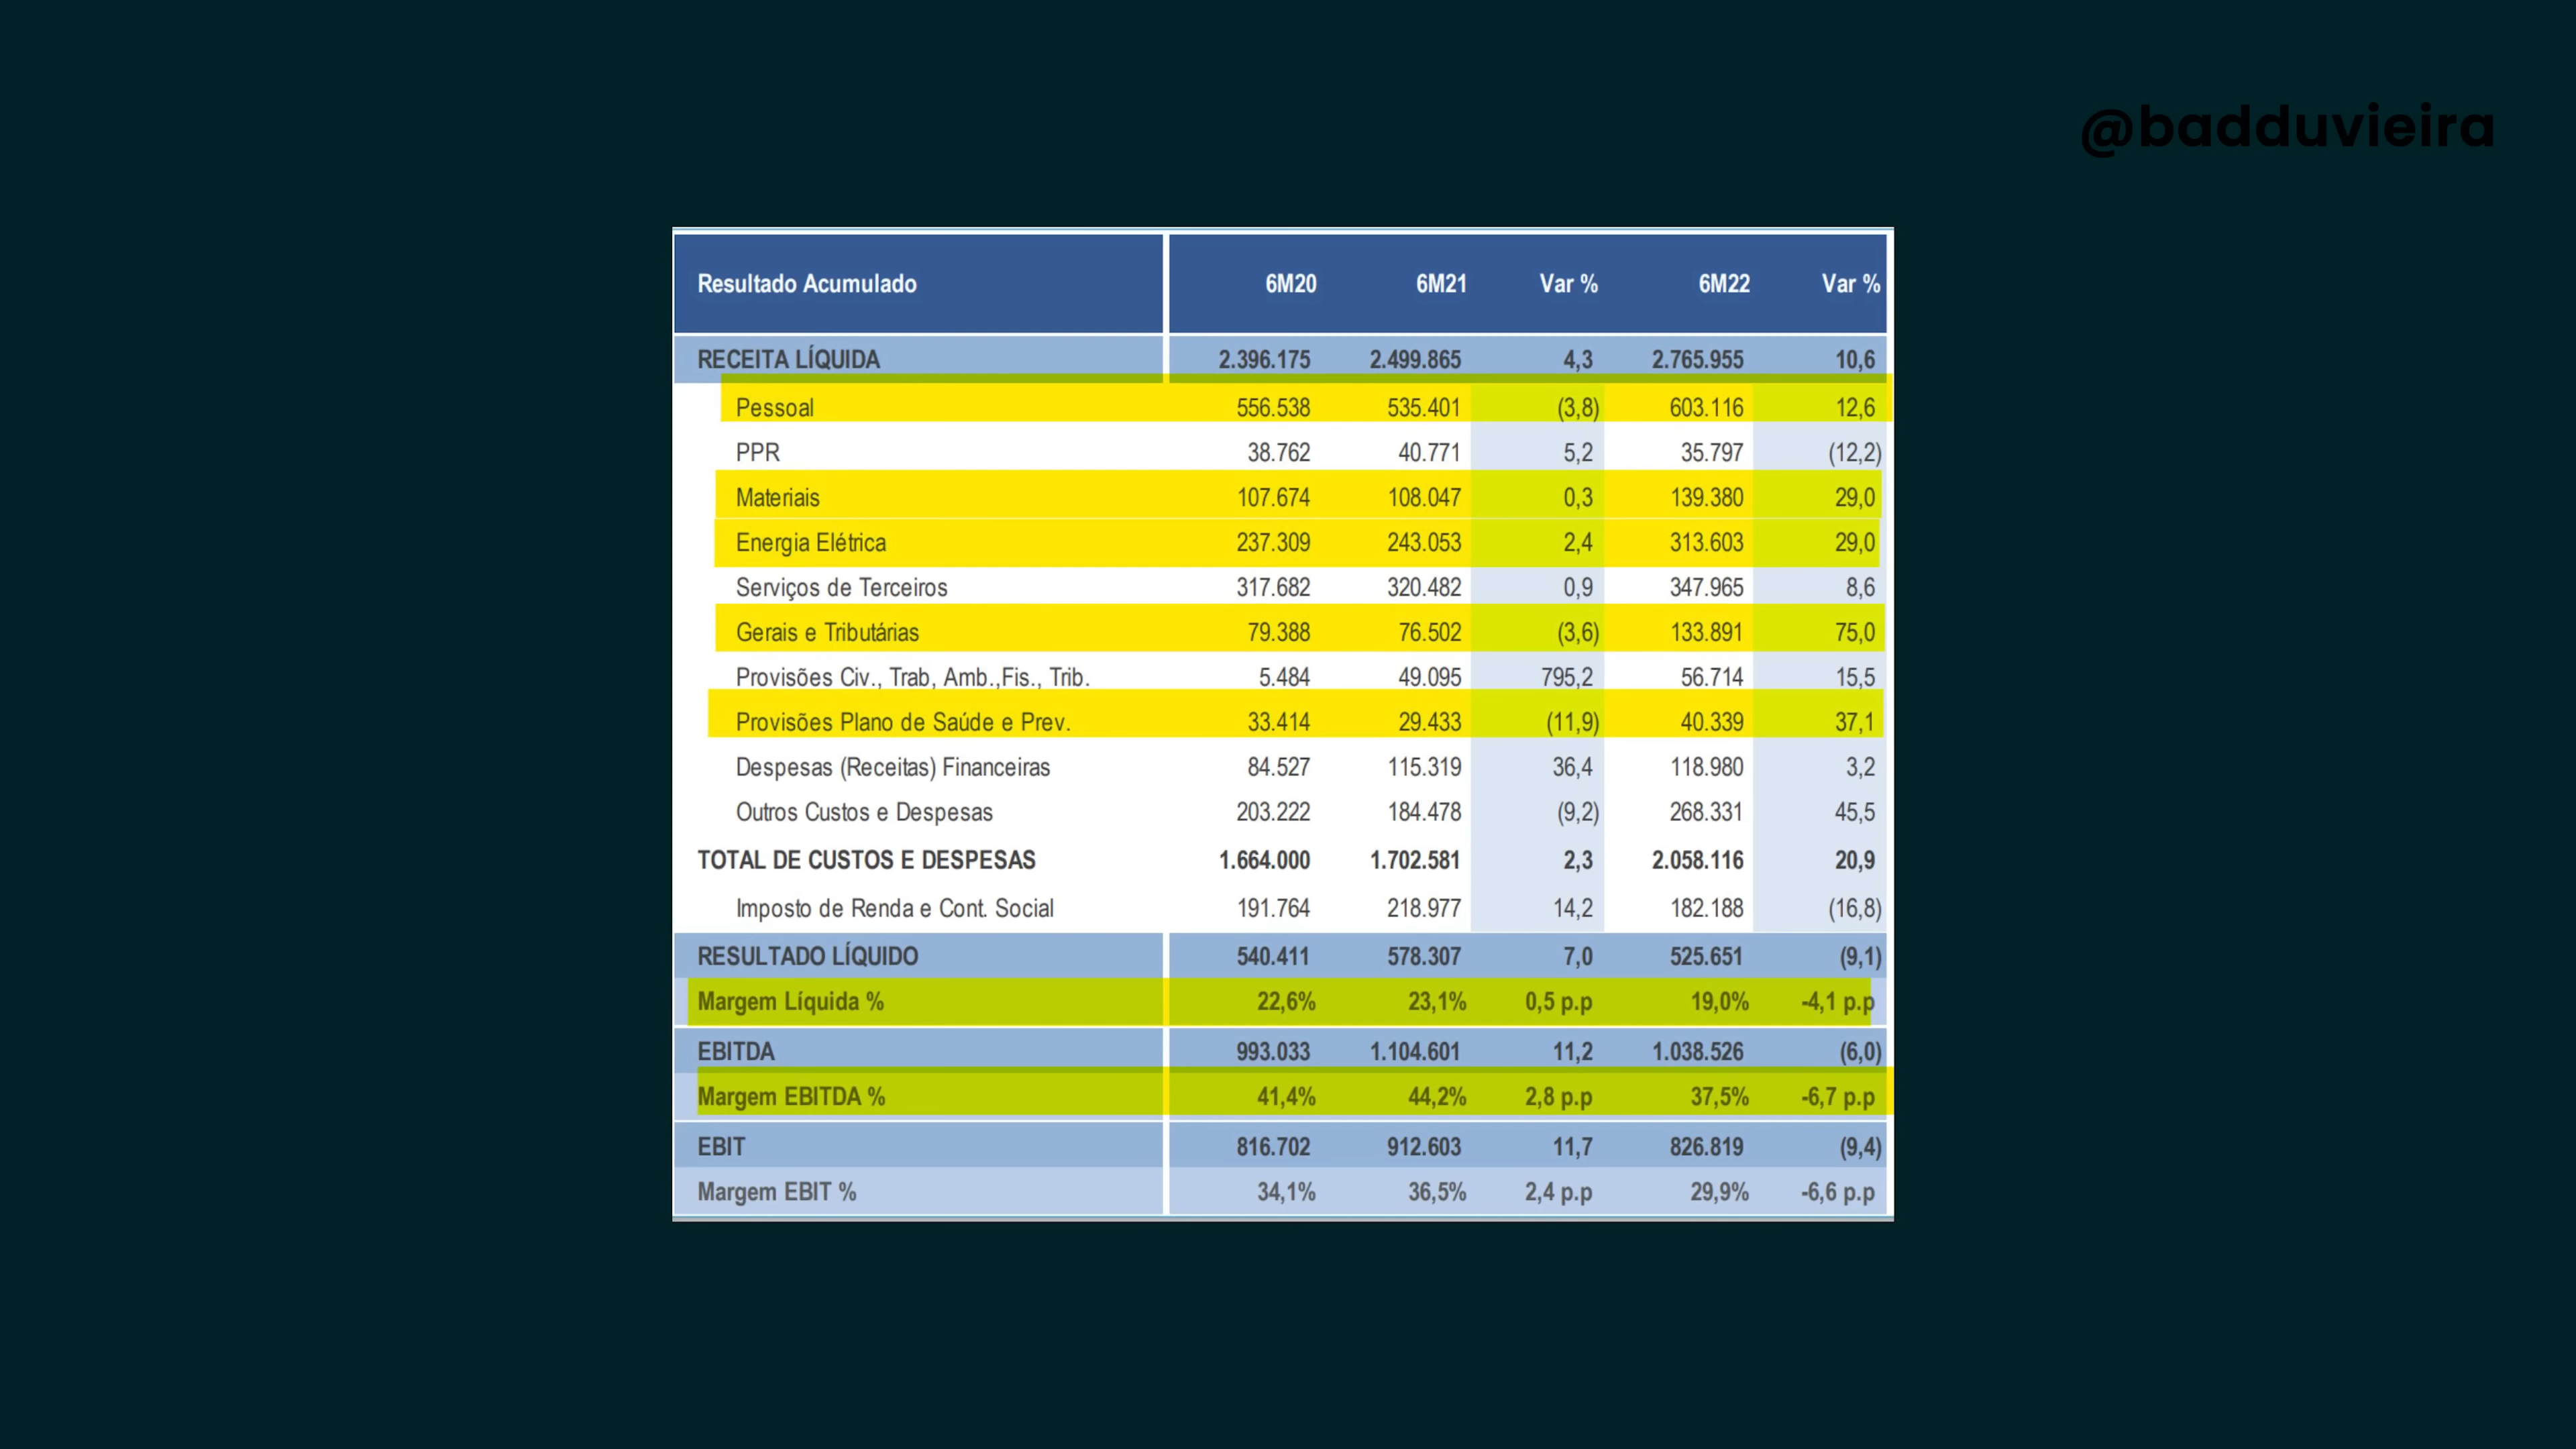 @badduvieira
Resultado Acumulado 6M20 6M21 Var % 6M22 Var %
RECEITA LÍQUIDA 2.396.175 2.499.865 4,3 2.765.955 10,6
Pessoal 556.538 535.401 (3,8) 603.116 12,6
PPR 38.762 40.771 5,2 35.797 (12,2)
Materiais 107.674 108.047 0,3 139.380 29,0
Energia Elétrica 237.309 243.053 2,4 313.603 29,0
Serviços de Terceiros 317.682 320.482 0,9 347.965 8,6
Gerais e Tributárias 79.388 76.502 (3,6) 133.891 75,0
Provisões Civ., Trab, Amb.,Fis., Trib. 5.484 49.095 795,2 56.714 15,5
Provisões Plano de Saúde e Prev. 33.414 29.433 (11,9) 40.339 37,1
Despesas (Receitas) Financeiras 84.527 115.319 36,4 118.980 3,2
Outros Custos e Despesas 203.222 184.478 (9,2) 268.331 45,5
TOTAL DE CUSTOS E DESPESAS 1.664.000 1.702.581 2,3 2.058.116 20,9
Imposto de Renda e Cont. Social 191.764 218.977 14,2 182.188 (16,8)
RESULTADO LÍQUIDO 540.411 578.307 7,0 525.651 (9,1)
Margem Líquida % 22,6% 23,1% 0,5 p.p 19,0% -4,1 p.p
EBITDA 993.033 1.104.601 11,2 1.038.526 (6,0)
Margem EBITDA % 41,4% 44,2% 2,8 p.p 37,5% -6,7 p.p
EBIT 816.702 912.603 11,7 826.819 (9,4)
Margem EBIT % 34,1% 36,5% 2,4 p.p 29,9% -6,6 p.p